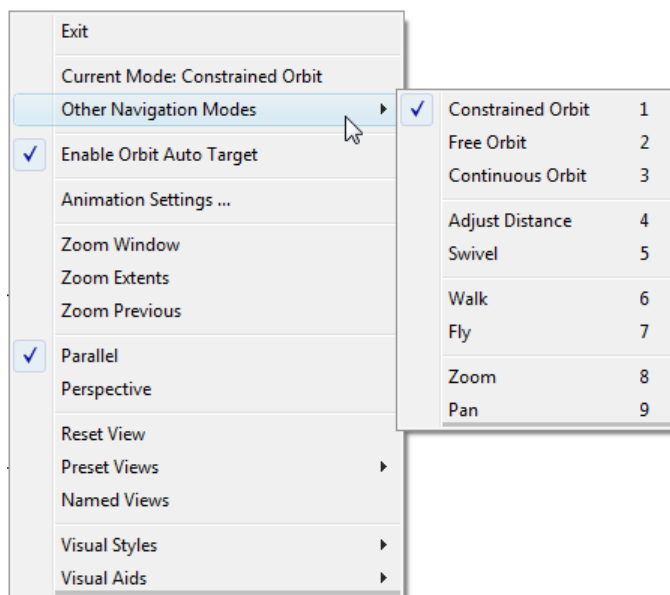 Exit
Current Mode: Constrained Orbit
Other Navigation Modes
Enable Orbit Auto Target
Animation Settings ...
Zoom Window
Zoom Extents
Zoom Previous
Parallel
Perspective
Reset View
Preset Views
Named Views
Visual Styles
Visual Aids
Constrained Orbit 1
Free Orbit 2
Continuous Orbit 3
Adjust Distance 4
Swivel 5
Walk 6
Fly 7
Zoom 8
Pan 9